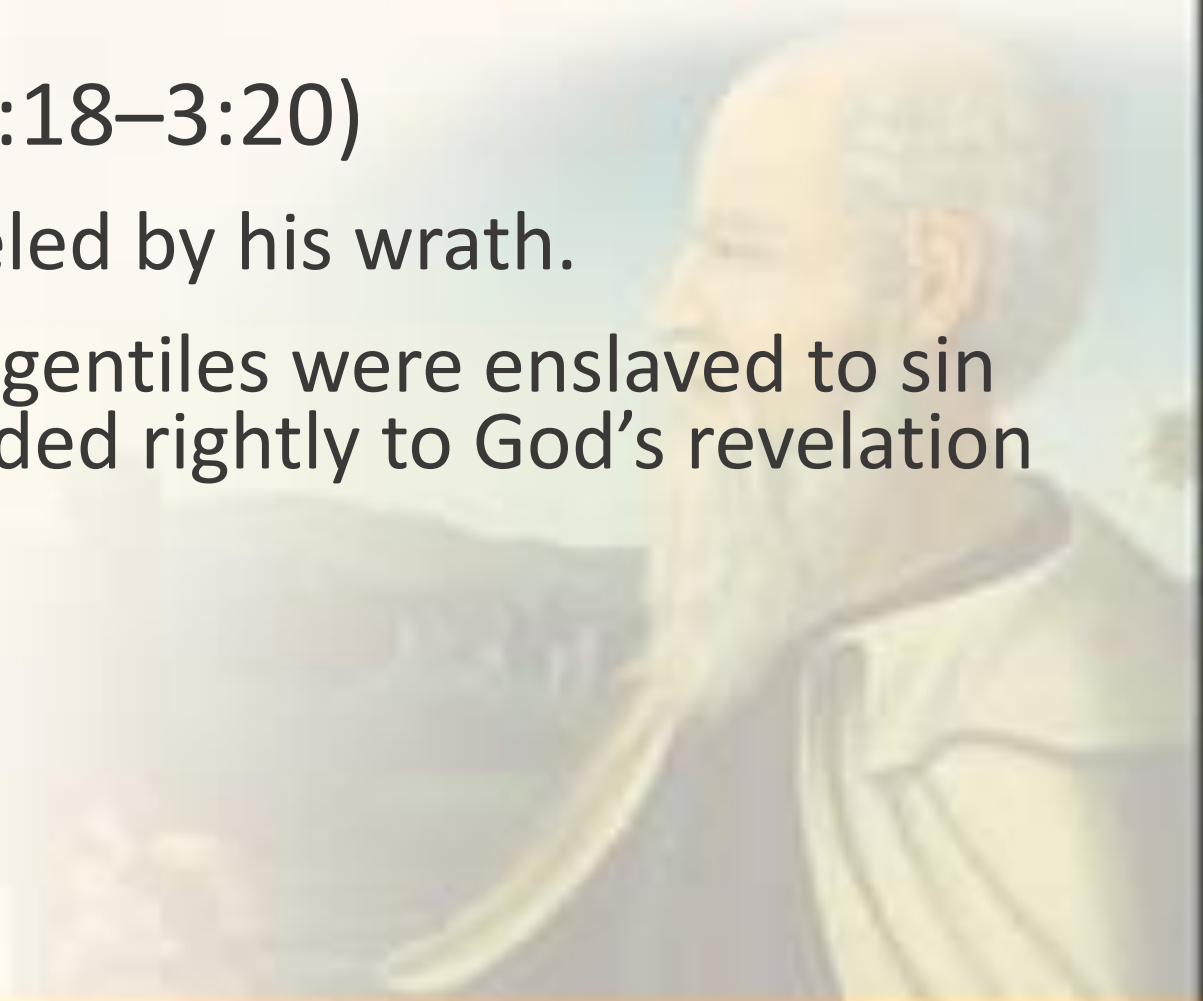 :18–3:20)
eled by his wrath.
gentiles were enslaved to sin
ded rightly to God’s revelation